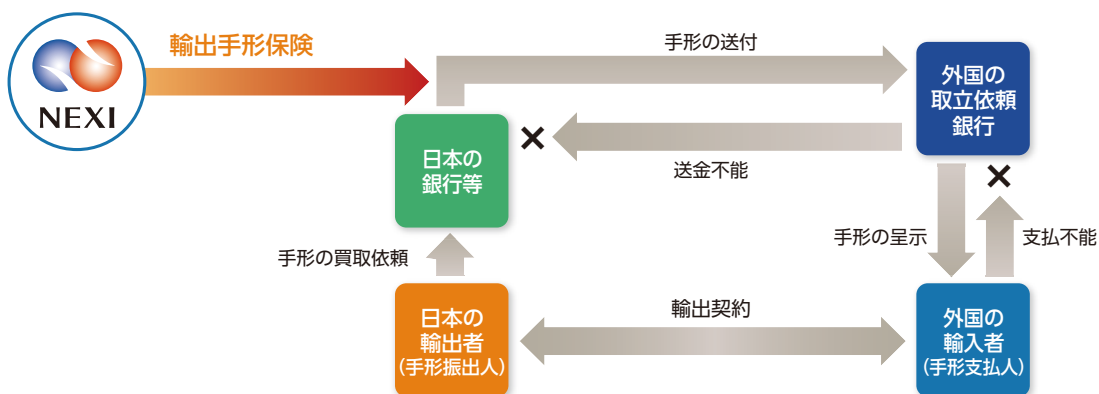 輸出手形保険
NEXI
手形の送付
外国の
取立依頼
銀行
日本の
銀行等
×
送金不能
×
手形の買取依頼
手形の呈示
支払不能
日本の
輸出者
(手形振出人)
輸出契約
外国の
輸入者
(手形支払人)